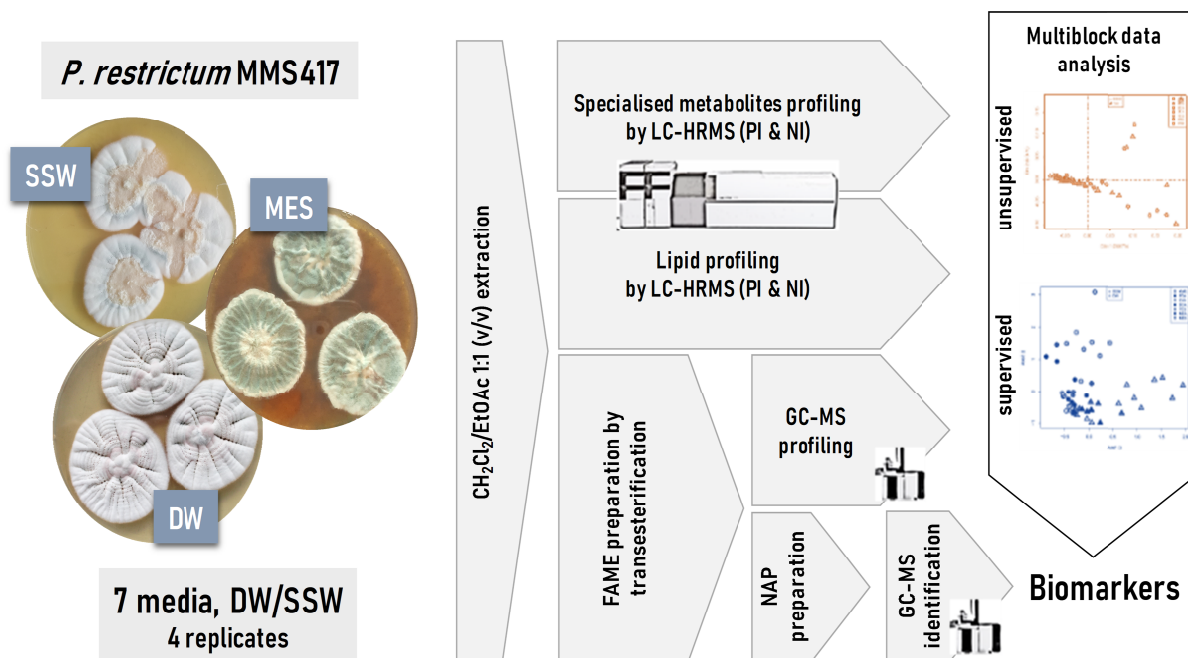 P. restrictum MMS417
SSW
MES
DW
7 media, DW/SSW
4 replicates
CH₂Cl₂/EtOAc 1:1 (v/v) extraction
Specialised metabolites profiling
by LC-HRMS (PI & NI)
Lipid profiling
by LC-HRMS (PI & NI)
FAME preparation by
transesterification
GC-MS
profiling
NAP
preparation
GC-MS
identification
Multiblock data
analysis
unsupervised
supervised
Biomarkers